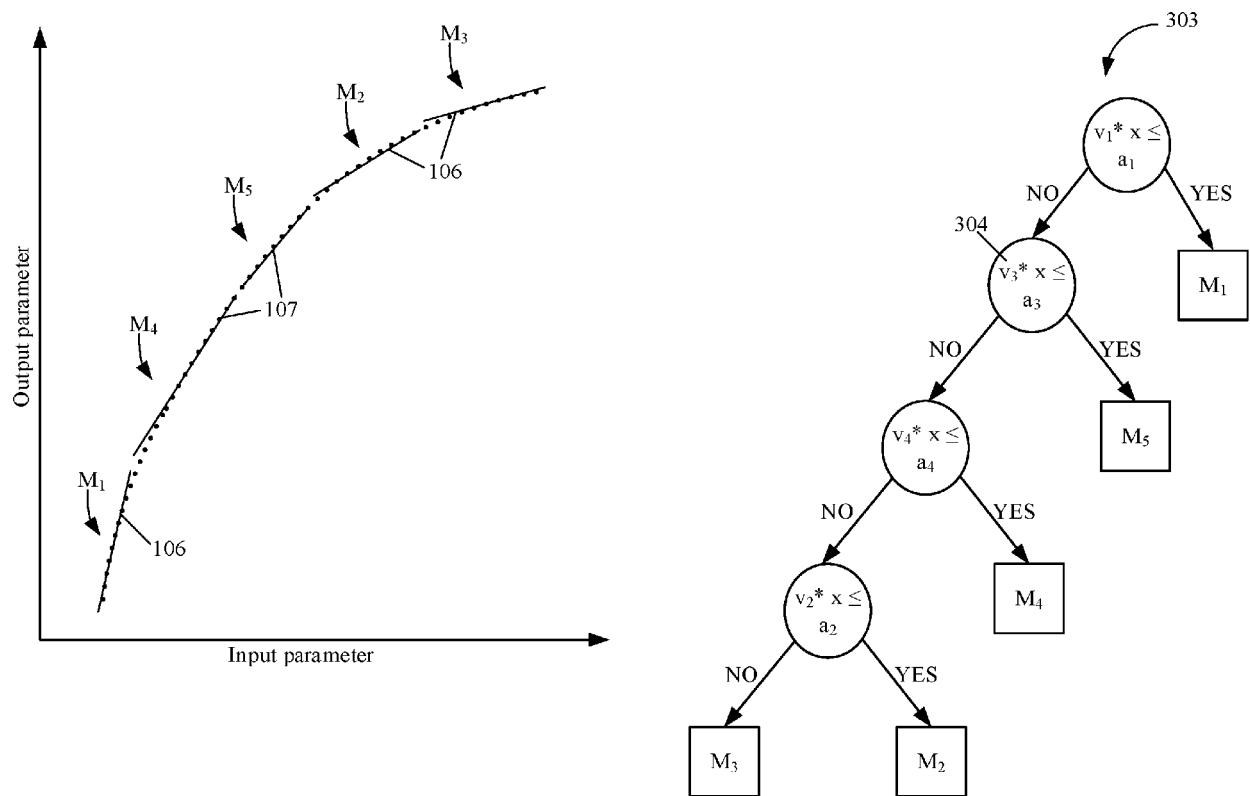 M₃
M₂
106
M₅
107
M₄
M₁
106
Output parameter
Input parameter
303
v₁* x ≤
a₁
NO
YES
304
v₃* x ≤
a₃
M₁
NO
YES
v₄* x ≤
a₄
M₅
NO
YES
v₂* x ≤
a₂
M₄
NO
YES
M₃
M₂